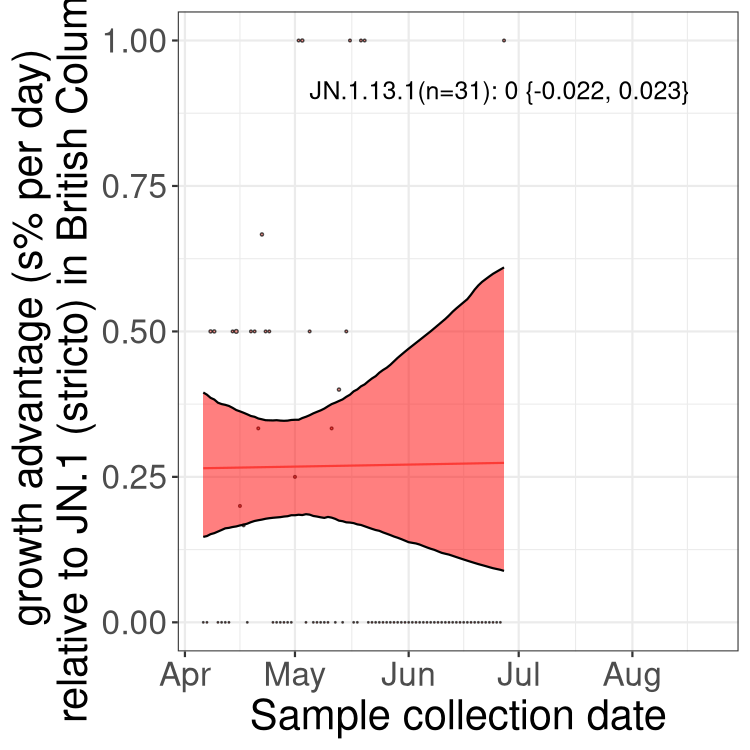 growth advantage (s% per day)
relative to JN.1 (stricto) in British Colum
1.00
0.75
0.50
0.25
0.00
JN.1.13.1(n=31): 0 {-0.022, 0.023}
Apr May Jun Jul Aug
Sample collection date